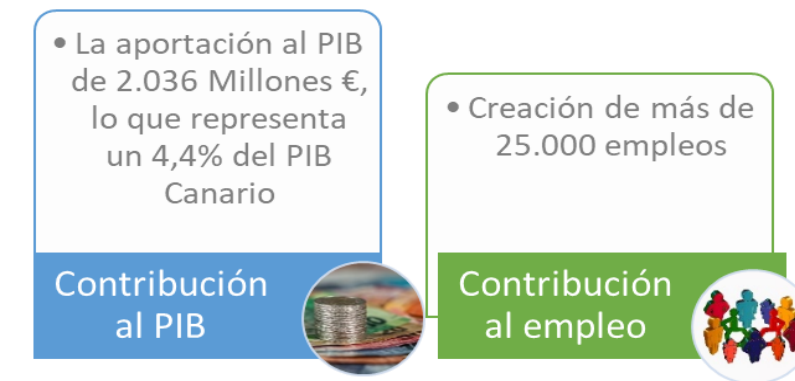 • La aportación al PIB
de 2.036 Millones €,
lo que representa
un 4,4% del PIB
Canario
Contribución
al PIB
• Creación de más de
25.000 empleos
Contribución
al empleo